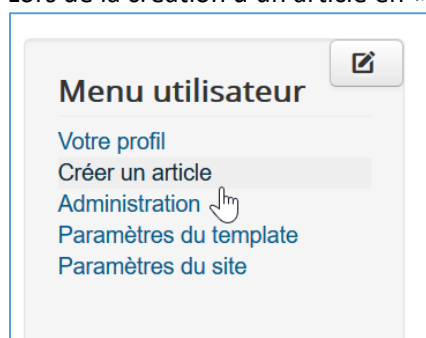 Lors de la création d'un article en «
Menu utilisateur
Votre profil
Créer un article
Administration
Paramètres du template
Paramètres du site